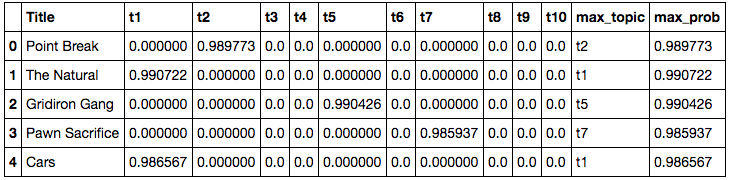 Title t1 t2 t3 t4 t5 t6 t7 t8 t9 t10 max_topic max_prob
0 Point Break 0.000000 0.989773 0.0 0.0 0.000000 0.0 0.000000 0.0 0.0 0.0 t2 0.989773
1 The Natural 0.990722 0.000000 0.0 0.0 0.000000 0.0 0.000000 0.0 0.0 0.0 t1 0.990722
2 Gridiron Gang 0.000000 0.000000 0.0 0.0 0.990426 0.0 0.000000 0.0 0.0 0.0 t5 0.990426
3 Pawn Sacrifice 0.000000 0.000000 0.0 0.0 0.000000 0.0 0.985937 0.0 0.0 0.0 t7 0.985937
4 Cars 0.986567 0.000000 0.0 0.0 0.000000 0.0 0.000000 0.0 0.0 0.0 t1 0.986567